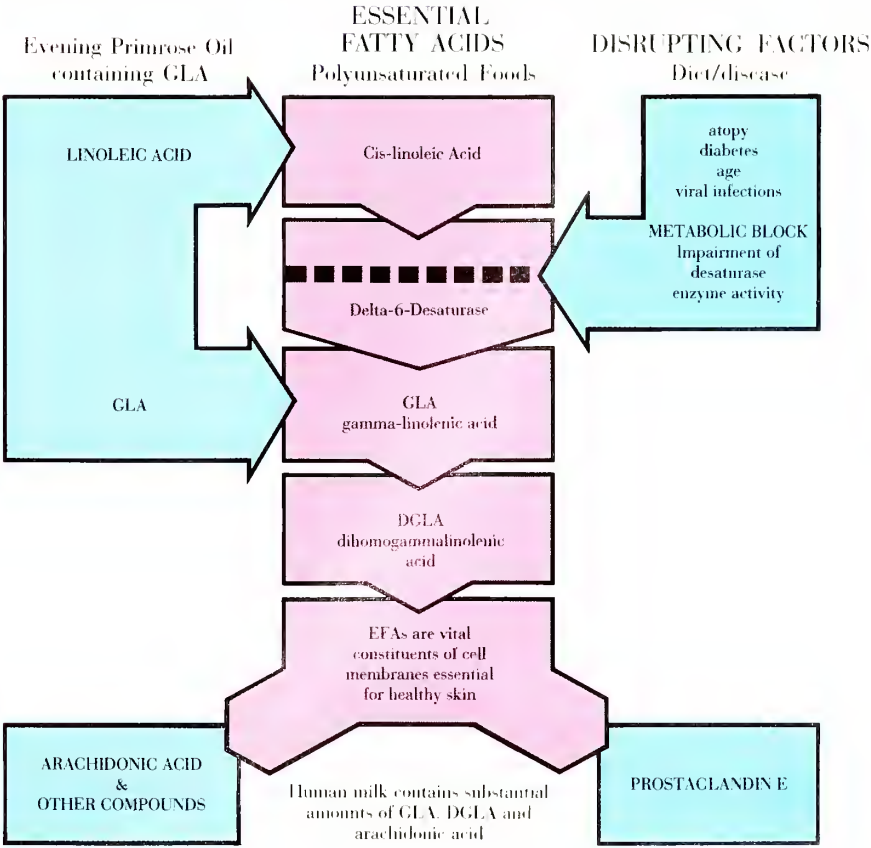 Evening Primrose Oil
containing GLA
ESSENTIAL
FATTY ACIDS
Polyunsaturated Foods
DISRUPTING FACTORS
Diet/disease
LINOLEIC ACID
Cis-linoleic Acid
atopy
diabetes
age
viral infections
METABOLIC BLOCK
Impairment of
desaturase
enzyme activity
Delta-6-Desaturase
GLA
GLA
gamma-linolenic acid
DGLA
dihomogammalinolenic
acid
EFAs are vital
constituents of cell
membranes essential
for healthy skin
ARACHIDONIC ACID
&
OTHER COMPOUNDS
Human milk contains substantial
amounts of GLA, DGLA and
arachidonic acid
PROSTACLANDIN E